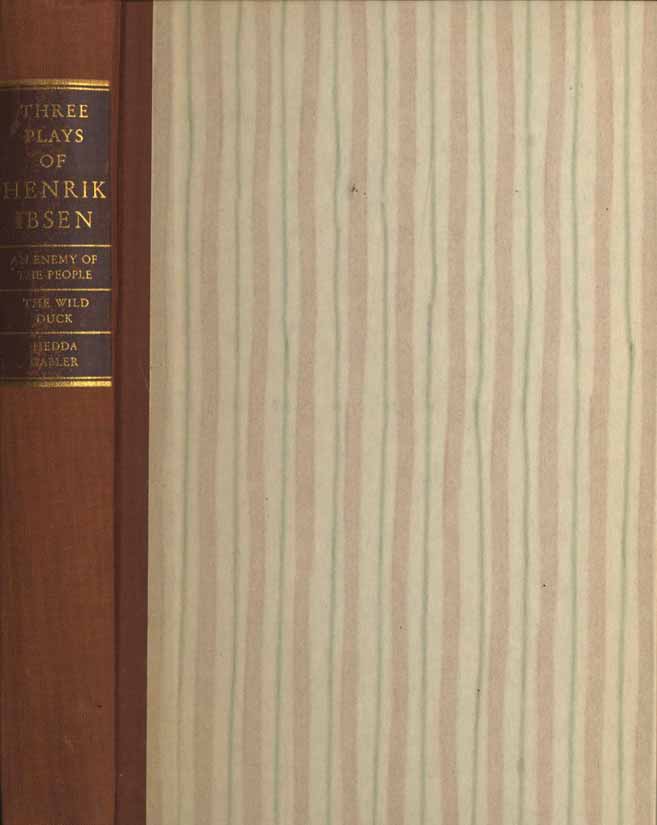 THREE
PLAYS
OF
HENRIK
IBSEN
AN ENEMY OF
THE PEOPLE
THE WILD
DUCK
HEDDA
GABLER